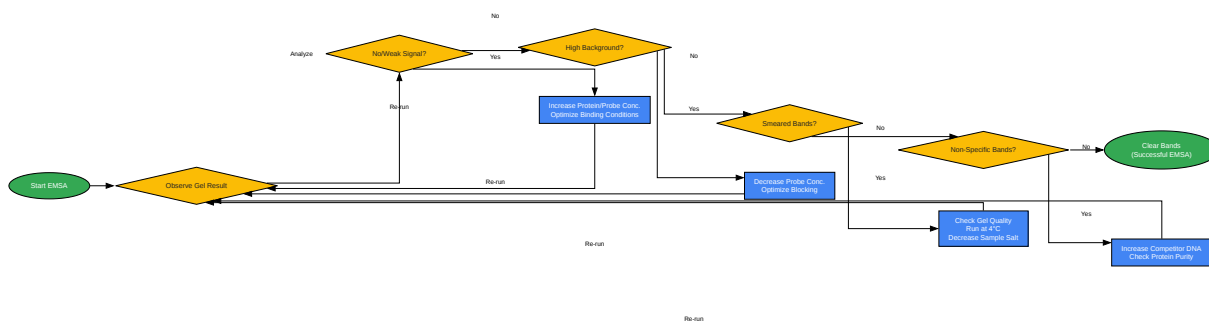 No
No/Weak Signal?
High Background?
Analyze
Yes
No
Re-run
Increase Protein/Probe Conc.
Optimize Binding Conditions
Yes
Smeared Bands?
No
Non-Specific Bands?
No
Clear Bands
(Successful EMSA)
Start EMSA
Observe Gel Result
Re-run
Decrease Probe Conc.
Optimize Blocking
Yes
Check Gel Quality
Run at 4°C
Decrease Sample Salt
Yes
Re-run
Increase Competitor DNA
Check Protein Purity
Re-run